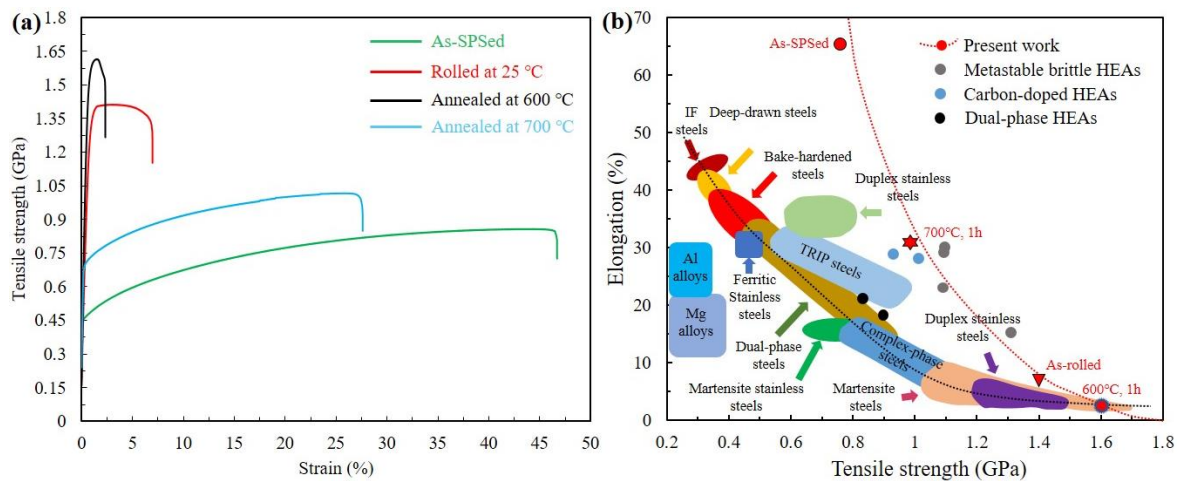 (a)
1.8
1.65
1.5
1.35
1.2
1.05
0.9
0.75
0.6
0.45
0.3
0.15
0
Tensile strength (GPa)
As-SPSed
Rolled at 25 °C
Annealed at 600 °C
Annealed at 700 °C
0 5 10 15 20 25 30 35 40 45 50
Strain (%)
(b)
70
60
50
40
30
20
10
0
Elongation (%)
As-SPSed
Present work
Metastable brittle HEAs
Carbon-doped HEAs
Dual-phase HEAs
IF
steels
Deep-drawn steels
Bake-hardened
steels
Duplex stainless
steels
700°C, 1h
TRIP steels
Al
alloys
Ferritic
Stainless
steels
Mg
alloys
Duplex stainless
steels
Complex-phase
steels
Dual-phase
steels
As-rolled
Martensite stainless
steels
Martensite
steels
600°C, 1h
0.2 0.4 0.6 0.8 1 1.2 1.4 1.6 1.8
Tensile strength (GPa)